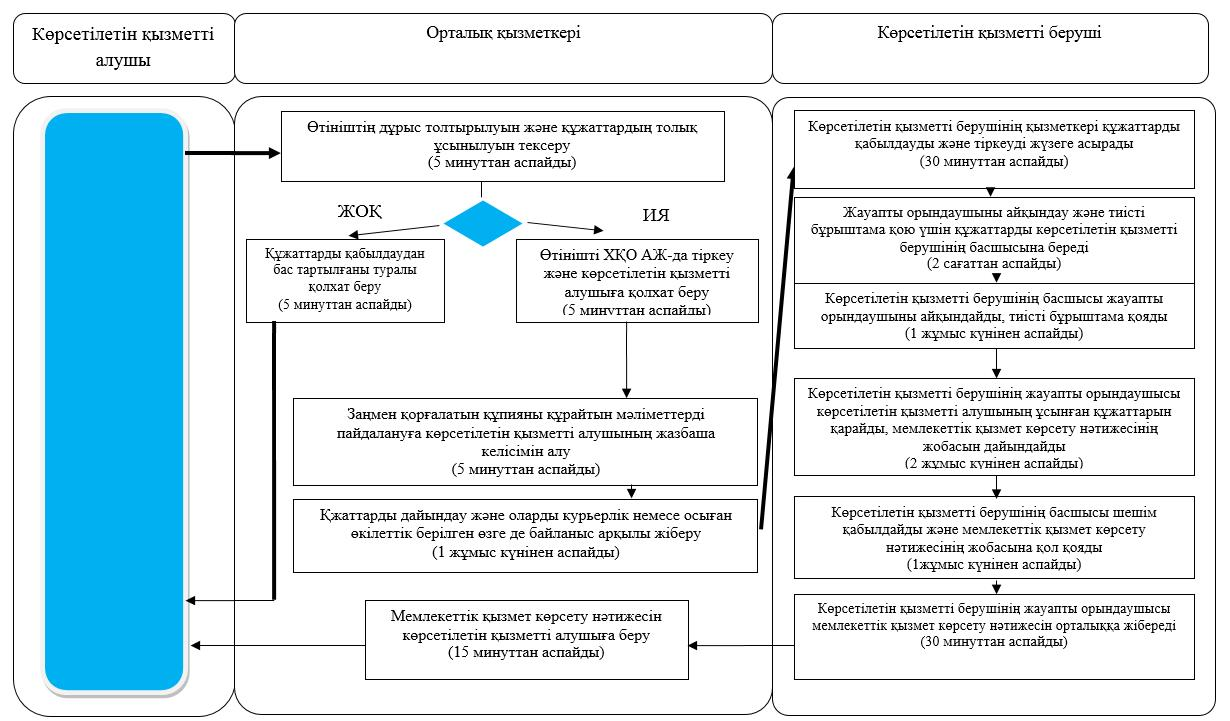 Көрсетілетін қызметті
алушы
Орталық қызметкері
Көрсетілетін қызметті беруші
Өтініштің дұрыс толтырылуын және құжаттардың толық
ұсынылуын тексеру
(5 минуттан аспайды)
ЖОҚ
ИЯ
Құжаттарды қабылдаудан
бас тартылғаны туралы
қолхат беру
(5 минуттан аспайды)
Өтінішті ХҚО АЖ-да тіркеу
және көрсетілетін қызметті
алушыға қолхат беру
(5 минуттан аспайды)
Заңмен қорғалатын құпияны құрайтын мәліметтерді
пайдалануға көрсетілетін қызметті алушының жазбаша
келісімін алу
(5 минуттан аспайды)
Қжаттарды дайындау және оларды курьерлік немесе осыған
өкілеттік берілген өзге де байланыс арқылы жіберу
(1 жұмыс күнінен аспайды)
Мемлекеттік қызмет көрсету нәтижесін
көрсетілетін қызметті алушыға беру
(15 минуттан аспайды)
Көрсетілетін қызметті берушінің қызметкері құжаттарды
қабылдауды және тіркеуді жүзеге асырады
(30 минуттан аспайды)
Жауапты орындаушыны айқындау және тиісті
бұрыштама қою үшін құжаттарды көрсетілетін қызметті
берушінің басшысына береді
(2 сағаттан аспайды)
Көрсетілетін қызметті берушінің басшысы жауапты
орындаушыны айқындайды, тиісті бұрыштама қояды
(1 жұмыс күнінен аспайды)
Көрсетілетін қызметті берушінің жауапты орындаушысы
көрсетілетін қызметті алушының ұсынған құжаттарын
қарайды, мемлекеттік қызмет көрсету нәтижесінің
жобасын дайындайды
(2 жұмыс күнінен аспайды)
Көрсетілетін қызметті берушінің басшысы шешім
қабылдайды және мемлекеттік қызмет көрсету
нәтижесінің жобасына қол қояды
(1жұмыс күнінен аспайды)
Көрсетілетін қызметті берушінің жауапты орындаушысы
мемлекеттік қызмет көрсету нәтижесін орталыққа жібереді
(30 минуттан аспайды)